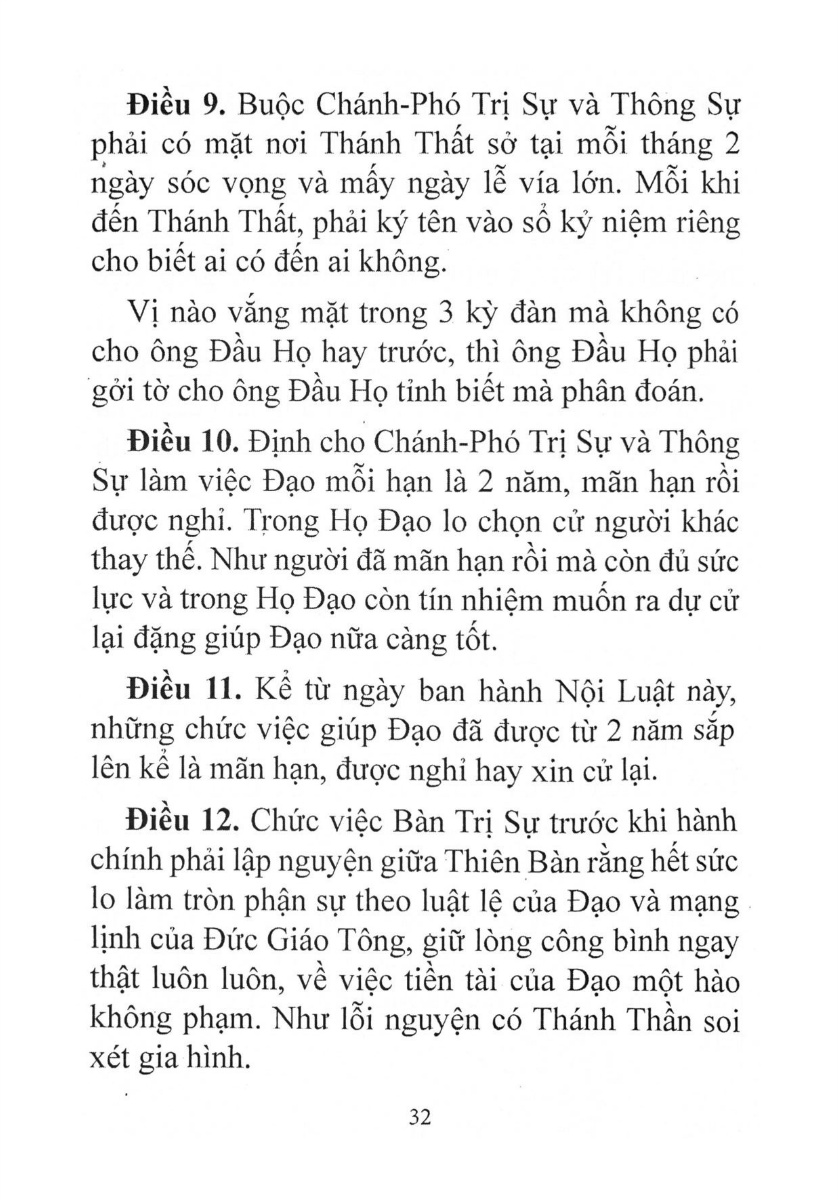 Điều 9. Buộc Chánh-Phó Trị Sự và Thông Sự
phải có mặt nơi Thánh Thất sở tại mỗi tháng 2
ngày sóc vọng và mấy ngày lễ vía lớn. Mỗi khi
đến Thánh Thất, phải ký tên vào sổ kỷ niệm riêng
cho biết ai có đến ai không.
Vị nào vắng mặt trong 3 kỳ đàn mà không có
cho ông Đầu Họ hay trước, thì ông Đầu Họ phải
gởi tờ cho ông Đầu Họ tỉnh biết mà phân đoán.
Điều 10. Định cho Chánh-Phó Trị Sự và Thông
Sự làm việc Đạo mỗi hạn là 2 năm, mãn hạn rồi
được nghỉ. Trong Họ Đạo lo chọn cử người khác
thay thế. Như người đã mãn hạn rồi mà còn đủ sức
lực và trong Họ Đạo còn tín nhiệm muốn ra dự cử
lại đặng giúp Đạo nữa càng tốt.
Điều 11. Kể từ ngày ban hành Nội Luật này,
những chức việc giúp Đạo đã được từ 2 năm sắp
lên kể là mãn hạn, được nghỉ hay xin cử lại.
Điều 12. Chức việc Bàn Trị Sự trước khi hành
chính phải lập nguyện giữa Thiên Bàn rằng hết sức
lo làm tròn phận sự theo luật lệ của Đạo và mạng
lịnh của Đức Giáo Tông, giữ lòng công bình ngay
thật luôn luôn, về việc tiền tài của Đạo một hào
không phạm. Như lỗi nguyện có Thánh Thần soi
xét gia hình.
32